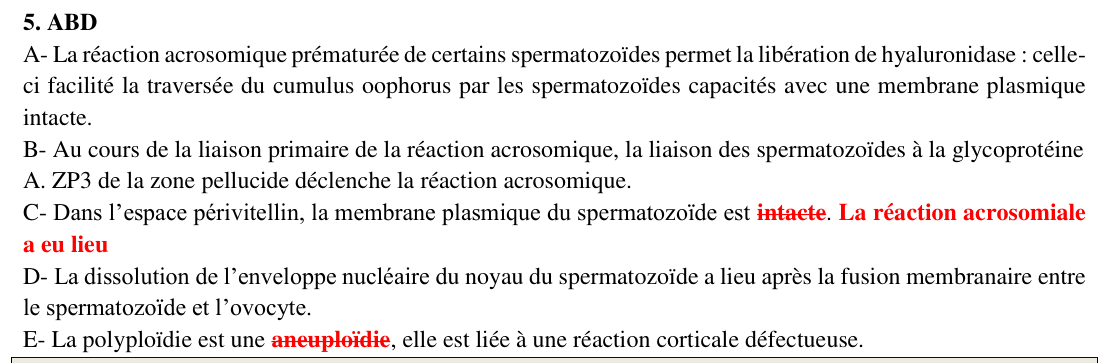 5. ABD
A- La réaction acrosomique prématurée de certains spermatozoïdes permet la libération de hyaluronidase : celle-
ci facilité la traversée du cumulus oophorus par les spermatozoïdes capacités avec une membrane plasmique
intacte.
B- Au cours de la liaison primaire de la réaction acrosomique, la liaison des spermatozoïdes à la glycoprotéine
A. ZP3 de la zone pellucide déclenche la réaction acrosomique.
C- Dans l’espace périvitellin, la membrane plasmique du spermatozoïde est intacte. La réaction acrosomiale
a eu lieu
D- La dissolution de l’enveloppe nucléaire du noyau du spermatozoïde a lieu après la fusion membranaire entre
le spermatozoïde et l’ovocyte.
E- La polyploïdie est une aneuploïdie, elle est liée à une réaction corticale défectueuse.